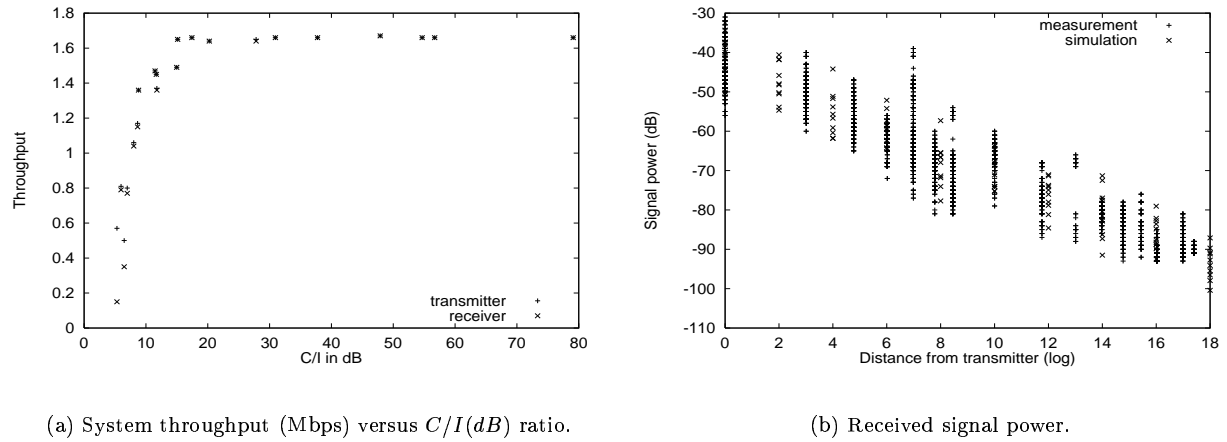 1.8
1.6
1.4
1.2
1
0.8
0.6
0.4
0.2
0
Throughput
transmitter
receiver
0 10 20 30 40 50 60 70 80
C/I in dB
(a) System throughput (Mbps) versus C/I(dB) ratio.
-30
-40
-50
-60
-70
-80
-90
-100
-110
Signal power (dB)
measurement
simulation
0 2 4 6 8 10 12 14 16 18
Distance from transmitter (log)
(b) Received signal power.